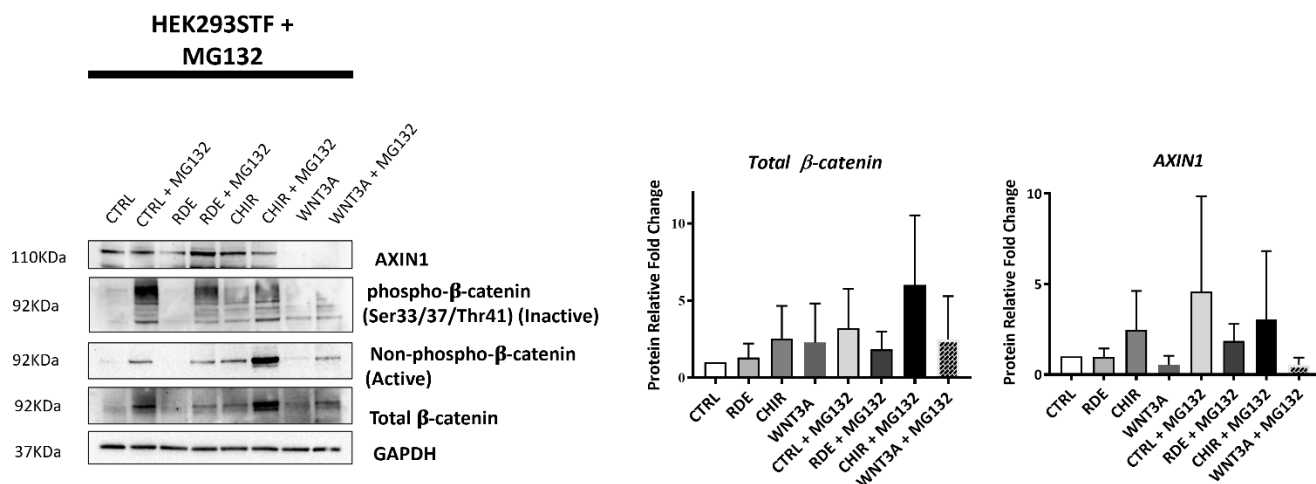 HEK293STF +
MG132
CTRL
CTRL + MG132
RDE
RDE + MG132
CHIR
CHIR + MG132
WNT3A
WNT3A + MG132
110KDa
AXIN1
92KDa
phospho-β-catenin
(Ser33/37/Thr41) (Inactive)
92KDa
Non-phospho-β-catenin
(Active)
92KDa
Total β-catenin
37KDa
GAPDH
Total β-catenin
Protein Relative Fold Change
10
5
0
CTRL
RDE
CHIR
WNT3A
CTRL + MG132
RDE + MG132
CHIR + MG132
WNT3A + MG132
AXIN1
Protein Relative Fold Change
10
5
0
CTRL
RDE
CHIR
WNT3A
CTRL + MG132
RDE + MG132
CHIR + MG132
WNT3A + MG132